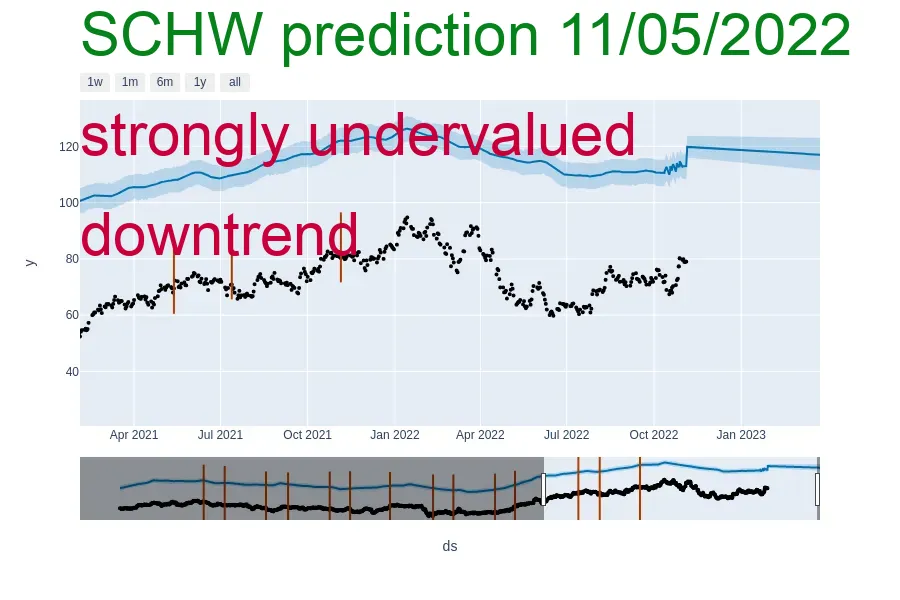 SCHW prediction 11/05/2022
1w 1m 6m 1y all
strongly undervalued
downtrend
120
100
80
60
40
y
Apr 2021 Jul 2021 Oct 2021 Jan 2022 Apr 2022 Jul 2022 Oct 2022 Jan 2023
ds